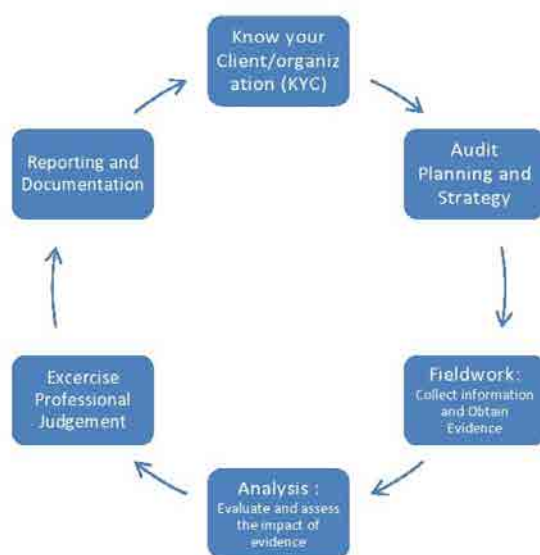 Know your
Client/organiz
ation (KYC)
Audit
Planning and
Strategy
Fieldwork:
Collect information
and Obtain
Evidence
Analysis :
Evaluate and assess
the impact of
evidence
Excercise
Professional
Judgement
Reporting and
Documentation